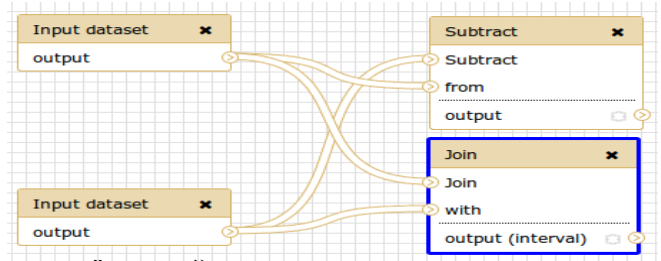 Input dataset
output
Subtract
Subtract
from
output
Join
Join
with
output (interval)
Input dataset
output